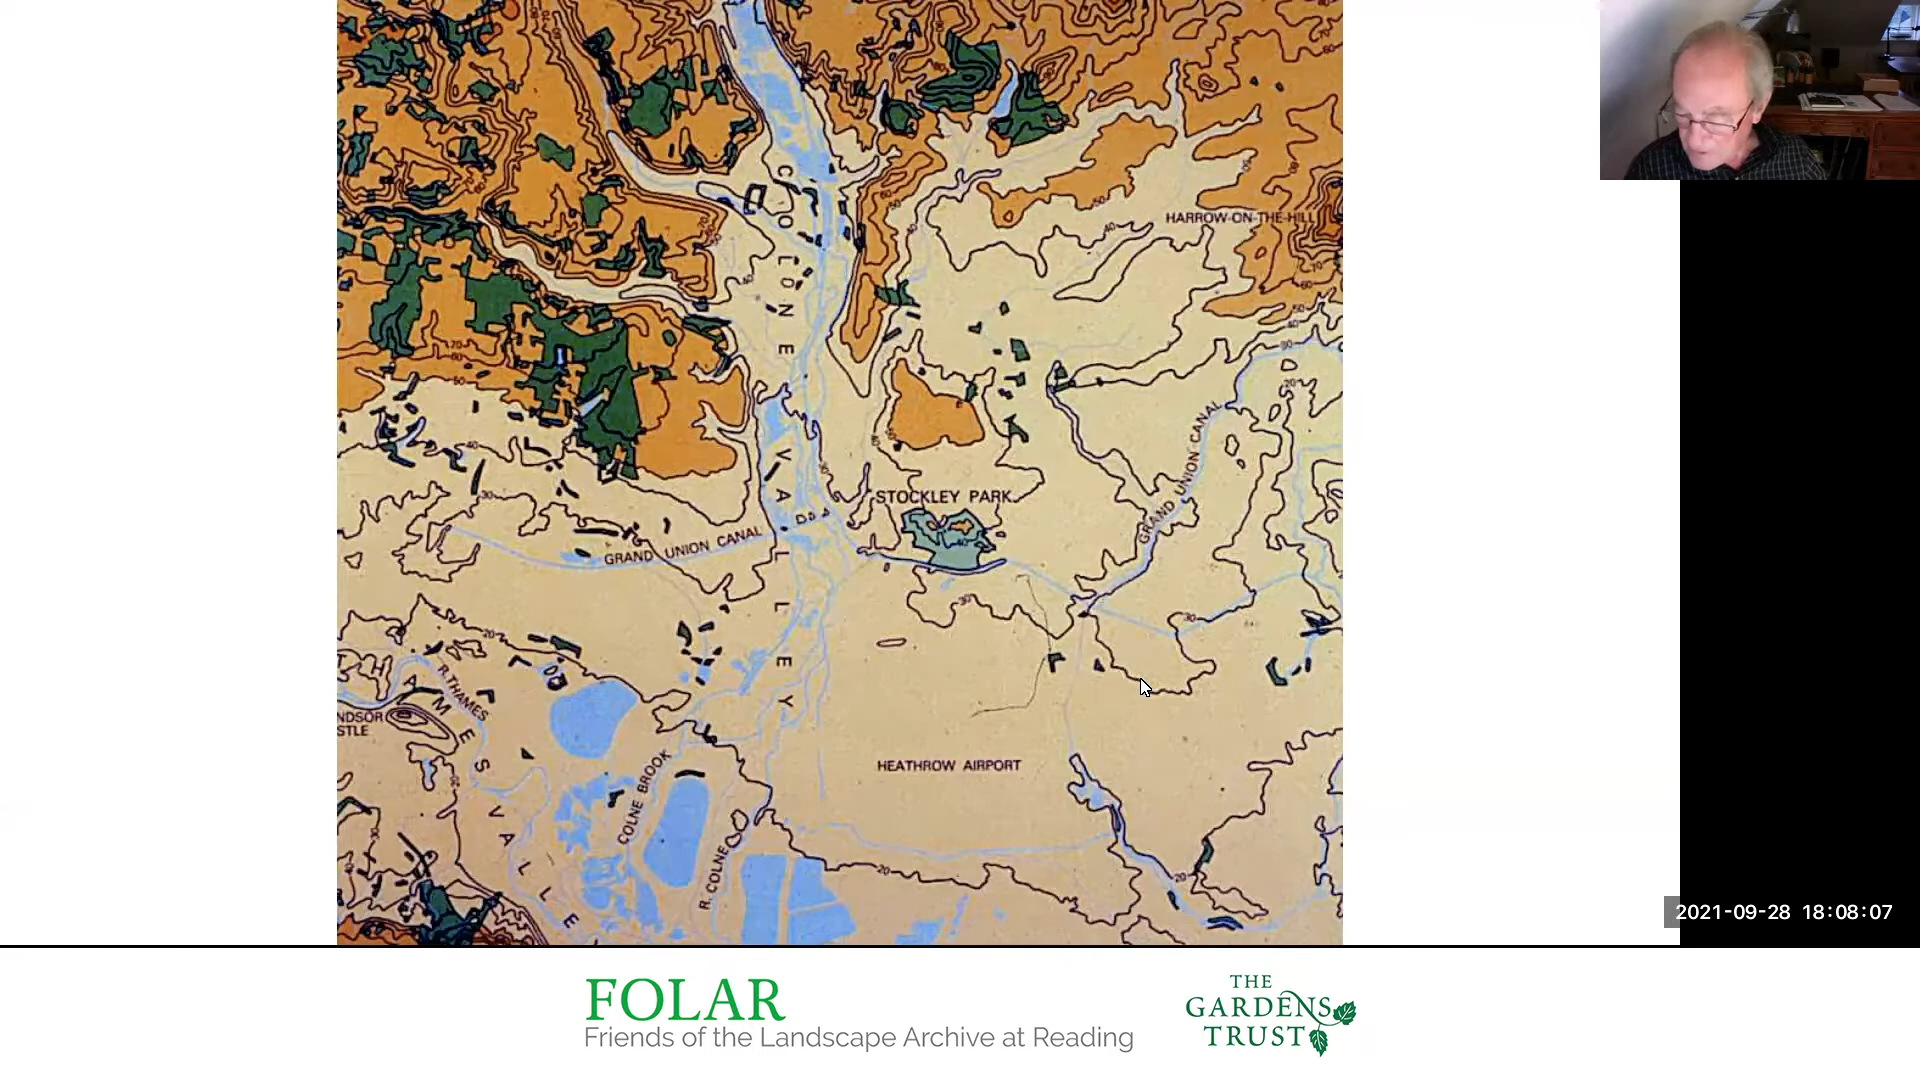 HARROW-ON-THE-HILL
COLNE VALLEY
STOCKLEY PARK
GRAND UNION CANAL
GRAND UNION CANAL
R. THAMES
AMES VALLE
NDSOR
STLE
COLNE BROOK
R. COLNE
HEATHROW AIRPORT
2021-09-28 18:08:07
FOLAR
Friends of the Landscape Archive at Reading
THE
GARDENS
TRUST